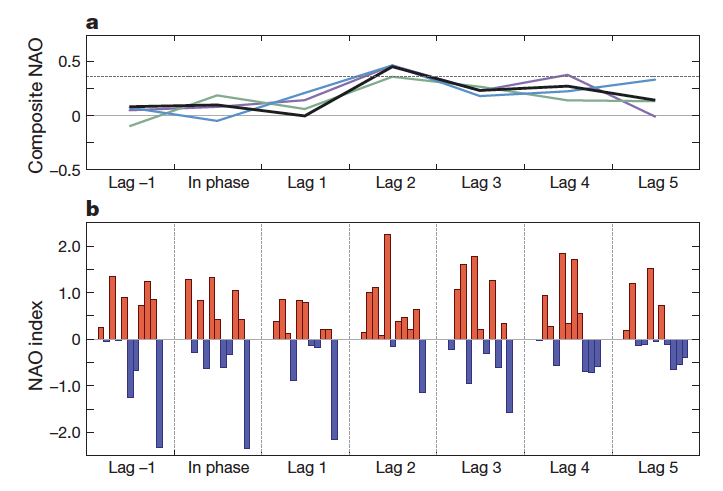 a
Composite NAO
0.5
0
–0.5
Lag –1 In phase Lag 1 Lag 2 Lag 3 Lag 4 Lag 5
b
NAO index
2.0
1.0
0
–1.0
–2.0
Lag –1 In phase Lag 1 Lag 2 Lag 3 Lag 4 Lag 5